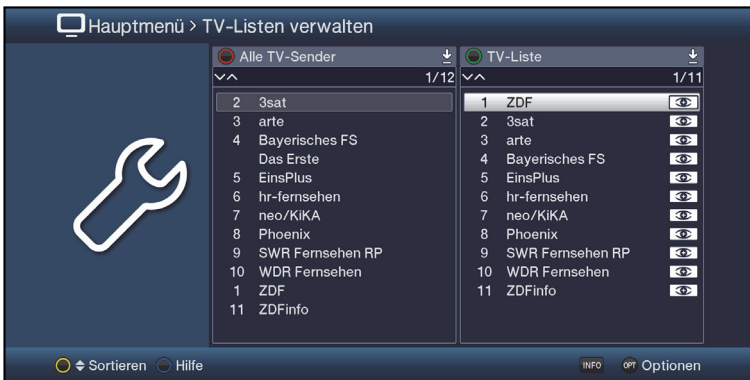 Hauptmenü > TV-Listen verwalten
Alle TV-Sender
1/12
2 3sat
3 arte
4 Bayerisches FS
Das Erste
5 EinsPlus
6 hr-fernsehen
7 neo/KiKA
8 Phoenix
9 SWR Fernsehen RP
10 WDR Fernsehen
1 ZDF
11 ZDFinfo
TV-Liste
1/11
1 ZDF
2 3sat
3 arte
4 Bayerisches FS
5 EinsPlus
6 hr-fernsehen
7 neo/KiKA
8 Phoenix
9 SWR Fernsehen RP
10 WDR Fernsehen
11 ZDFinfo
Sortieren Hilfe INFO OPT Optionen